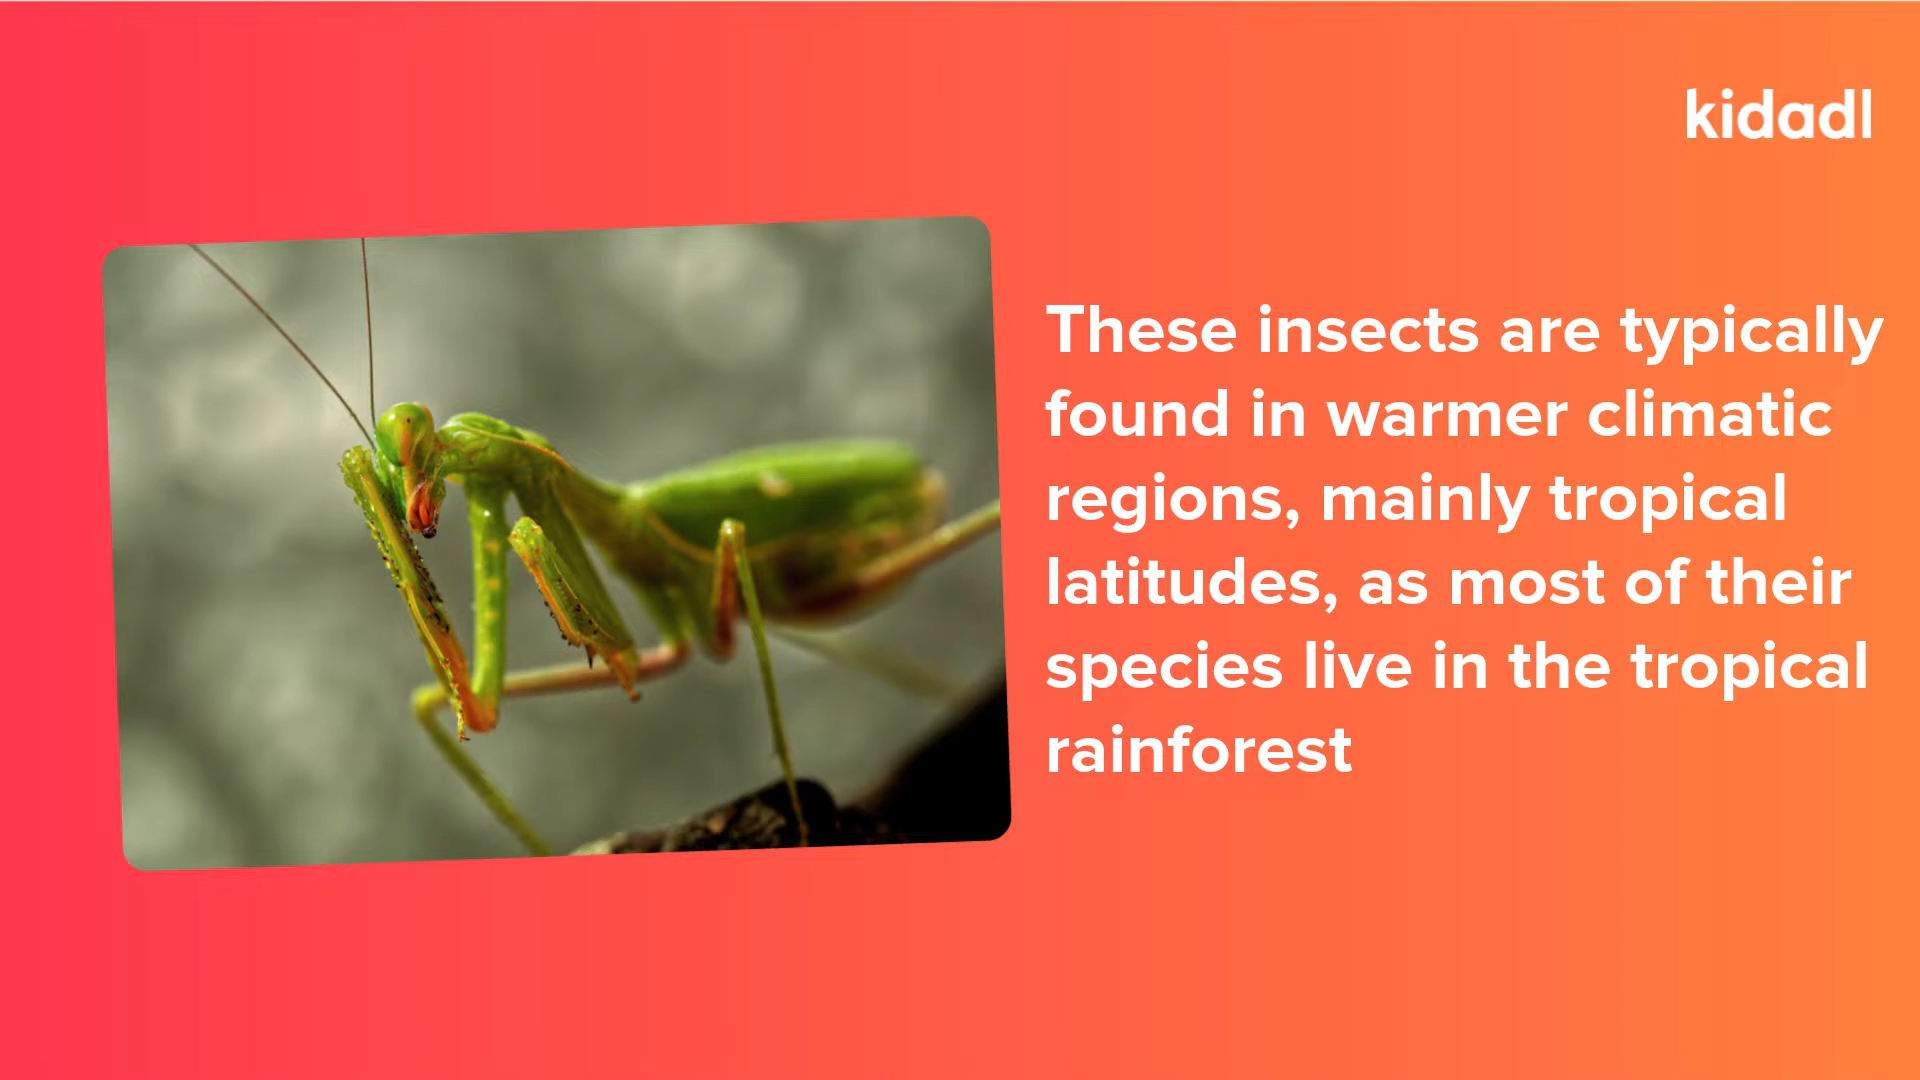 kidadl
These insects are typically
found in warmer climatic
regions, mainly tropical
latitudes, as most of their
species live in the tropical
rainforest